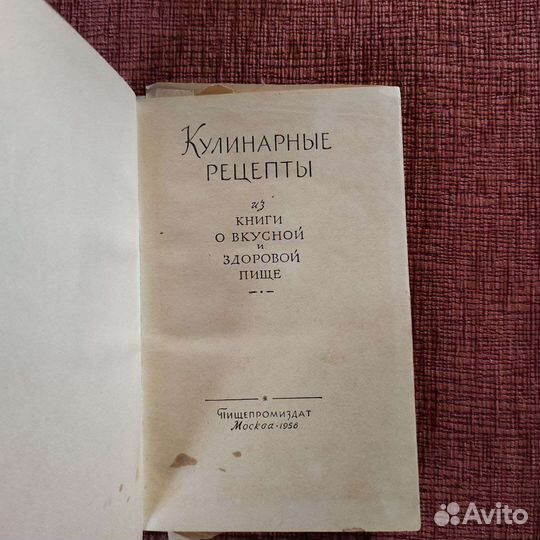 Кулинарные
рецепты
из
книги
о вкусной
и
здоровой
пище
Пищепромиздат
Москва · 1956
Avito